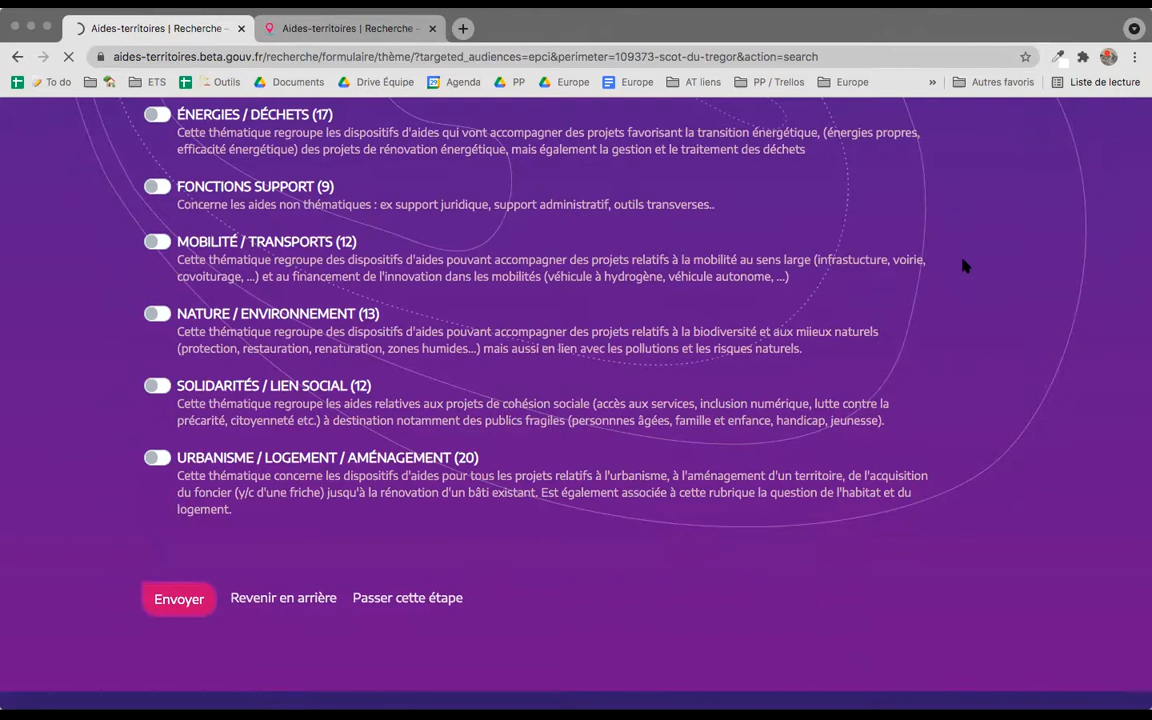 Aides-territoires | Recherche –
Aides-territoires | Recherche –
aides-territoires.beta.gouv.fr/recherche/formulaire/thème/?targeted_audiences=epci&perimeter=109373-scot-du-tregor&action=search
To do ETS Outils Documents Drive Équipe Agenda PP Europe Europe AT liens PP / Trellos Europe » Autres favoris Liste de lecture
ÉNERGIES / DÉCHETS (17)
Cette thématique regroupe les dispositifs d'aides qui vont accompagner des projets favorisant la transition énergétique, (énergies propres,
efficacité énergétique) des projets de rénovation énergétique, mais également la gestion et le traitement des déchets
FONCTIONS SUPPORT (9)
Concerne les aides non thématiques : ex support juridique, support administratif, outils transverses..
MOBILITÉ / TRANSPORTS (12)
Cette thématique regroupe des dispositifs d'aides pouvant accompagner des projets relatifs à la mobilité au sens large (infrastucture, voirie,
covoiturage, ...) et au financement de l'innovation dans les mobilités (véhicule à hydrogène, véhicule autonome, ...)
NATURE / ENVIRONNEMENT (13)
Cette thématique regroupe des dispositifs d'aides pouvant accompagner des projets relatifs à la biodiversité et aux miieux naturels
(protection, restauration, renaturation, zones humides...) mais aussi en lien avec les pollutions et les risques naturels.
SOLIDARITÉS / LIEN SOCIAL (12)
Cette thématique regroupe les aides relatives aux projets de cohésion sociale (accès aux services, inclusion numérique, lutte contre la
précarité, citoyenneté etc.) à destination notamment des publics fragiles (personnnes âgées, famille et enfance, handicap, jeunesse).
URBANISME / LOGEMENT / AMÉNAGEMENT (20)
Cette thématique concerne les dispositifs d'aides pour tous les projets relatifs à l'urbanisme, à l'aménagement d'un territoire, de l'acquisition
du foncier (y/c d'une friche) jusqu'à la rénovation d'un bâti existant. Est également associée à cette rubrique la question de l'habitat et du
logement.
Envoyer Revenir en arrière Passer cette étape